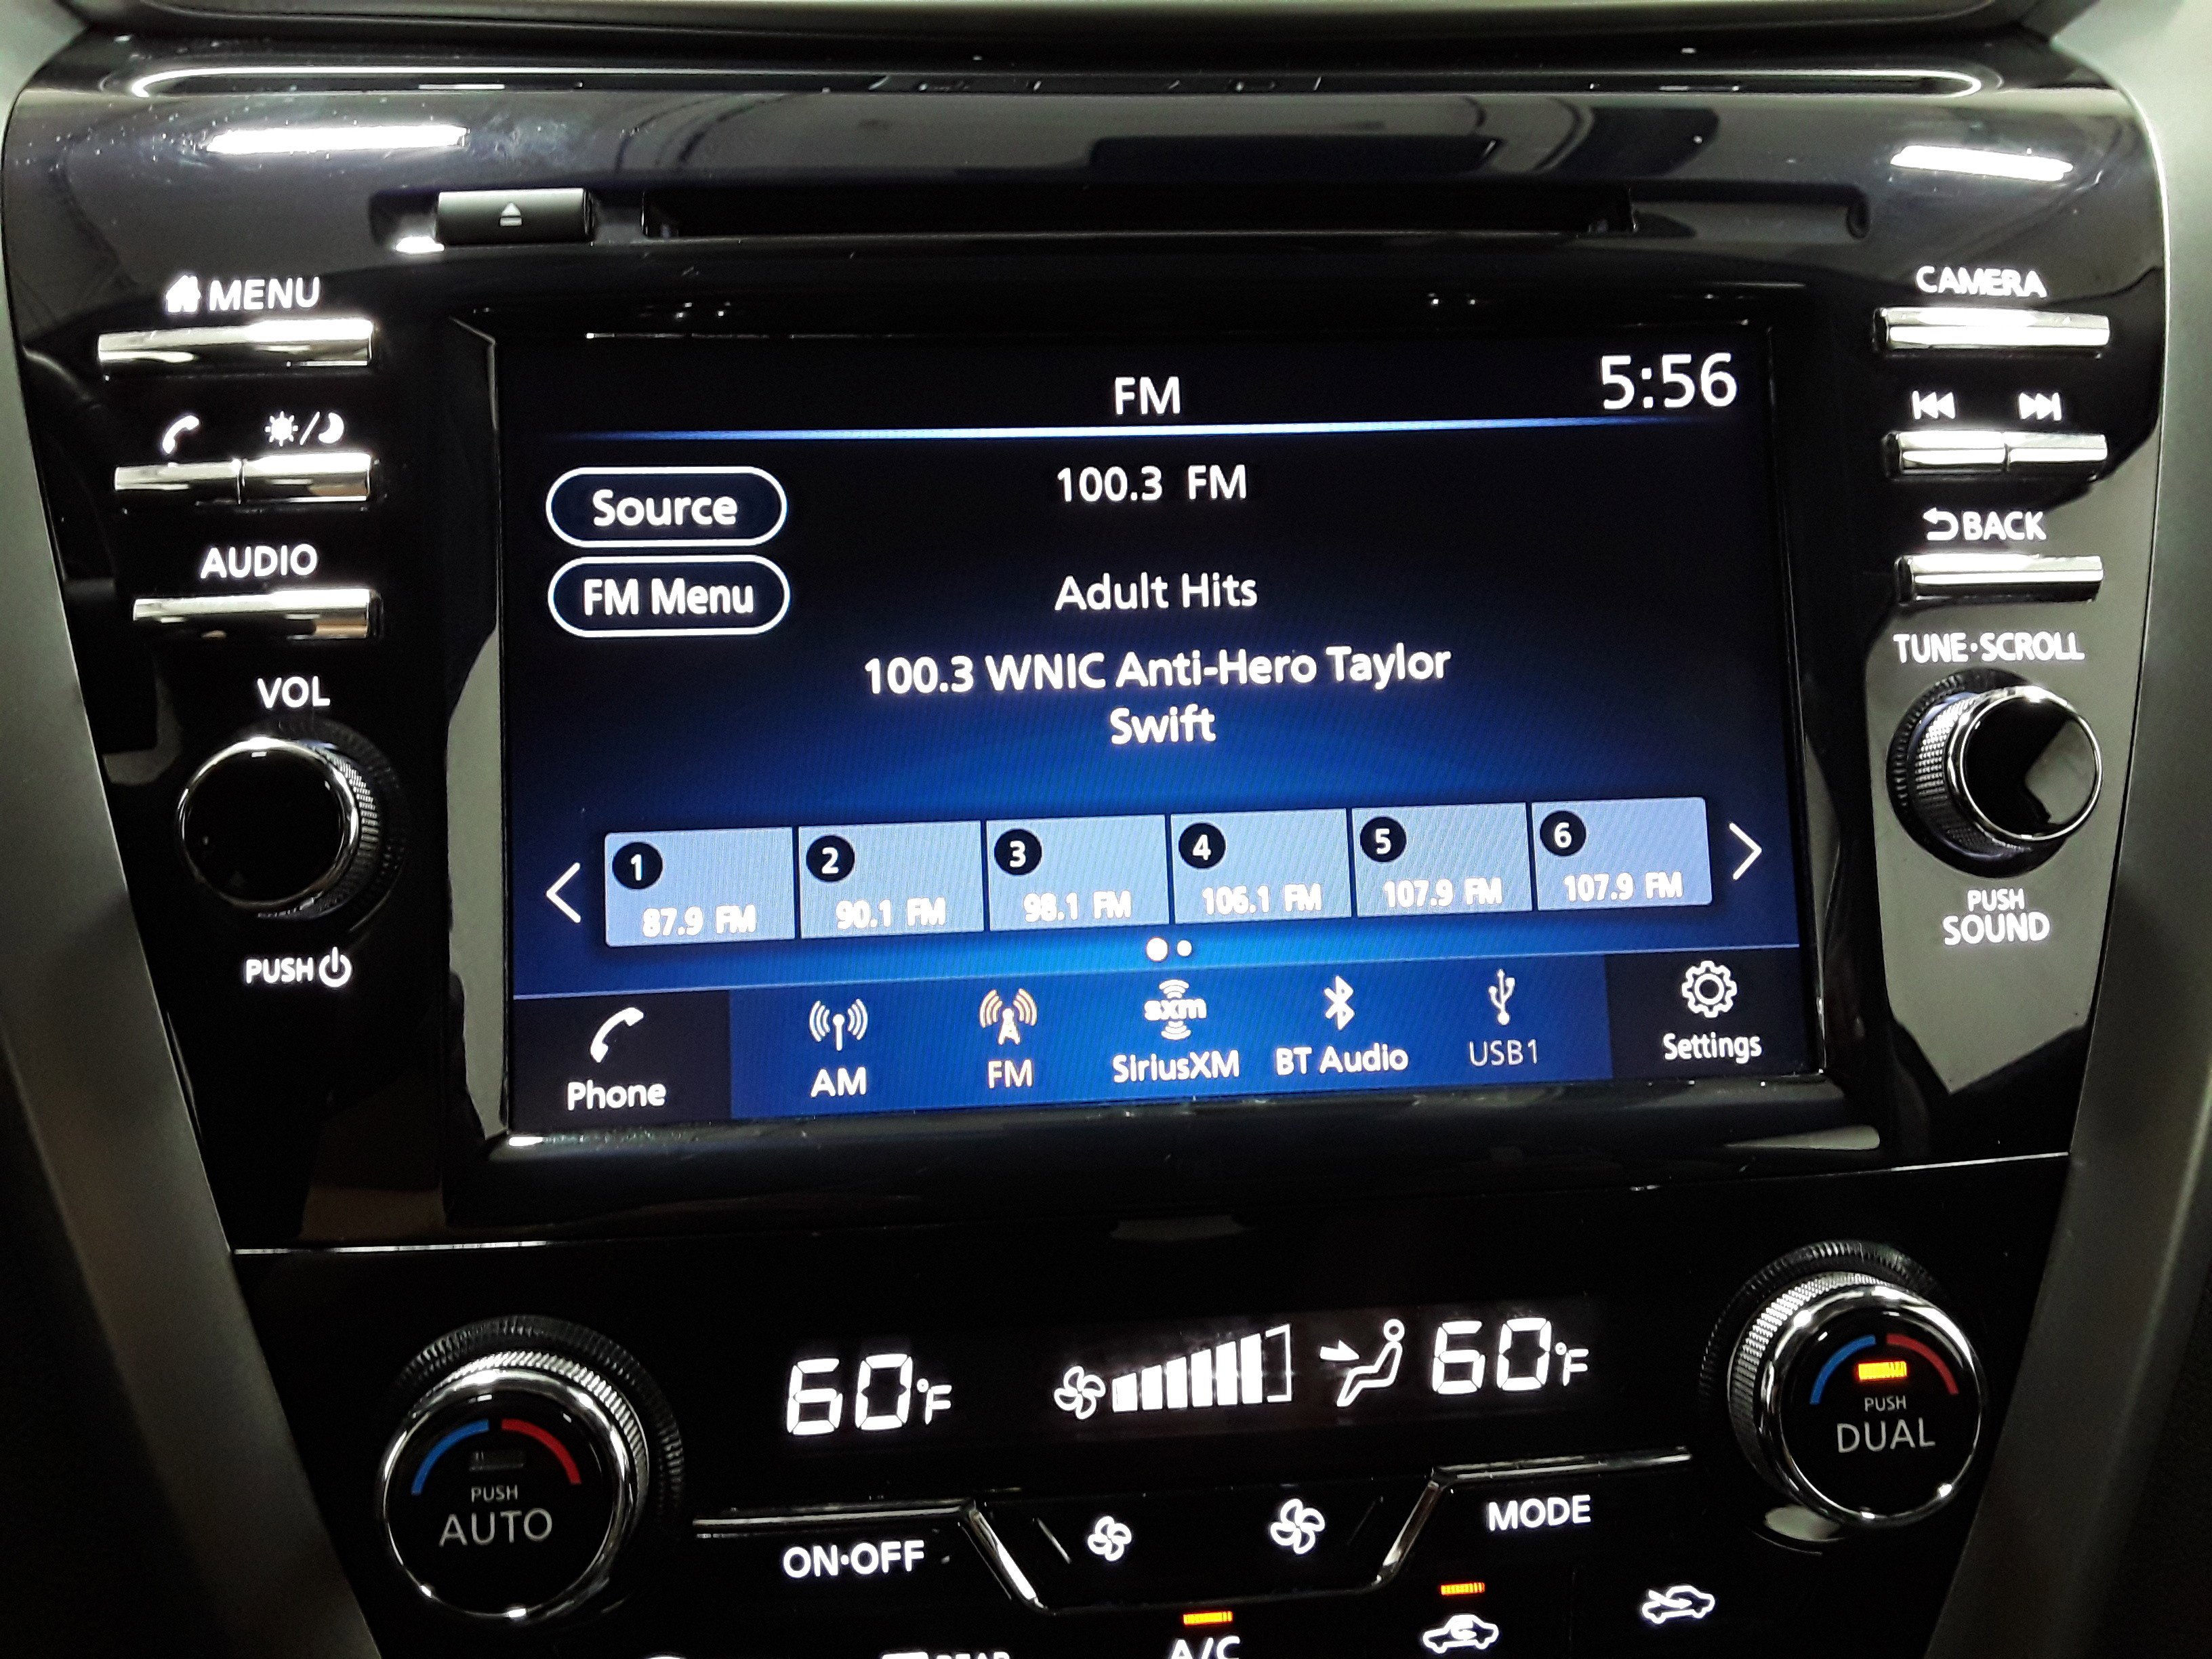 MENU
CAMERA
FM
5:56
Source
100.3 FM
BACK
AUDIO
FM Menu
Adult Hits
TUNE·SCROLL
100.3 WNIC Anti-Hero Taylor
Swift
VOL
1
2
3
4
5
6
87.9 FM
90.1 FM
98.1 FM
106.1 FM
107.9 FM
107.9 FM
PUSH
SOUND
PUSH
sxm
Phone
AM
FM
SiriusXM
BT Audio
USB1
Settings
60°F
60°F
PUSH
AUTO
PUSH
DUAL
ON·OFF
MODE
A/C
REAR